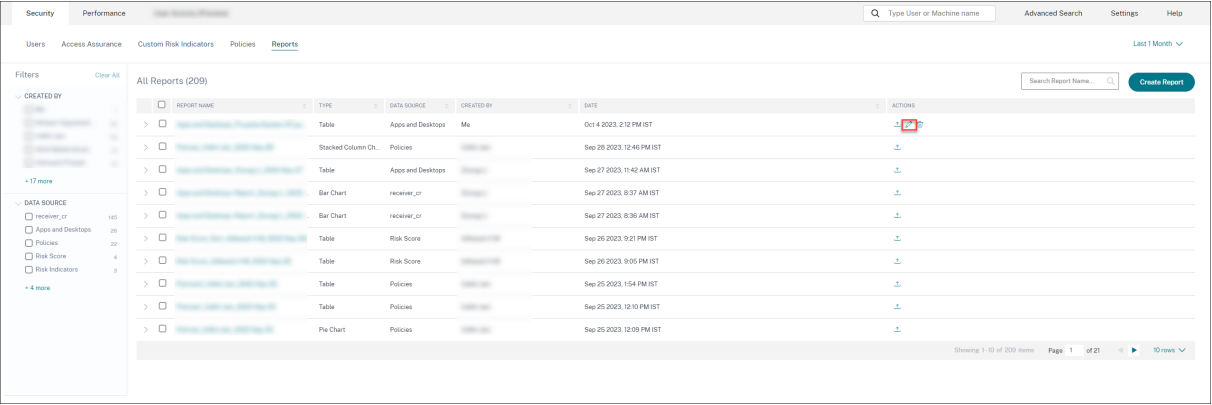 Security Performance Type User or Machine name Advanced Search Settings Help
Users Access Assurance Custom Risk Indicators Policies Reports Last 1 Month
Filters Clear All
CREATED BY
+ 17 more
DATA SOURCE
receiver_cr 145
Apps and Desktops 28
Policies 22
Risk Score 4
Risk Indicators 3
+ 4 more
All Reports (209) Search Report Name... Create Report
REPORT NAME TYPE DATA SOURCE CREATED BY DATE ACTIONS
Table Apps and Desktops Me Oct 4 2023, 2:12 PM IST
Stacked Column Ch... Policies Sep 28 2023, 12:46 PM IST
Table Apps and Desktops Sep 27 2023, 11:42 AM IST
Bar Chart receiver_cr Sep 27 2023, 8:37 AM IST
Bar Chart receiver_cr Sep 27 2023, 8:36 AM IST
Table Risk Score Sep 26 2023, 9:21 PM IST
Table Risk Score Sep 26 2023, 9:05 PM IST
Table Policies Sep 25 2023, 1:54 PM IST
Table Policies Sep 25 2023, 12:10 PM IST
Pie Chart Policies Sep 25 2023, 12:09 PM IST
Showing 1-10 of 209 items Page 1 of 21 10 rows